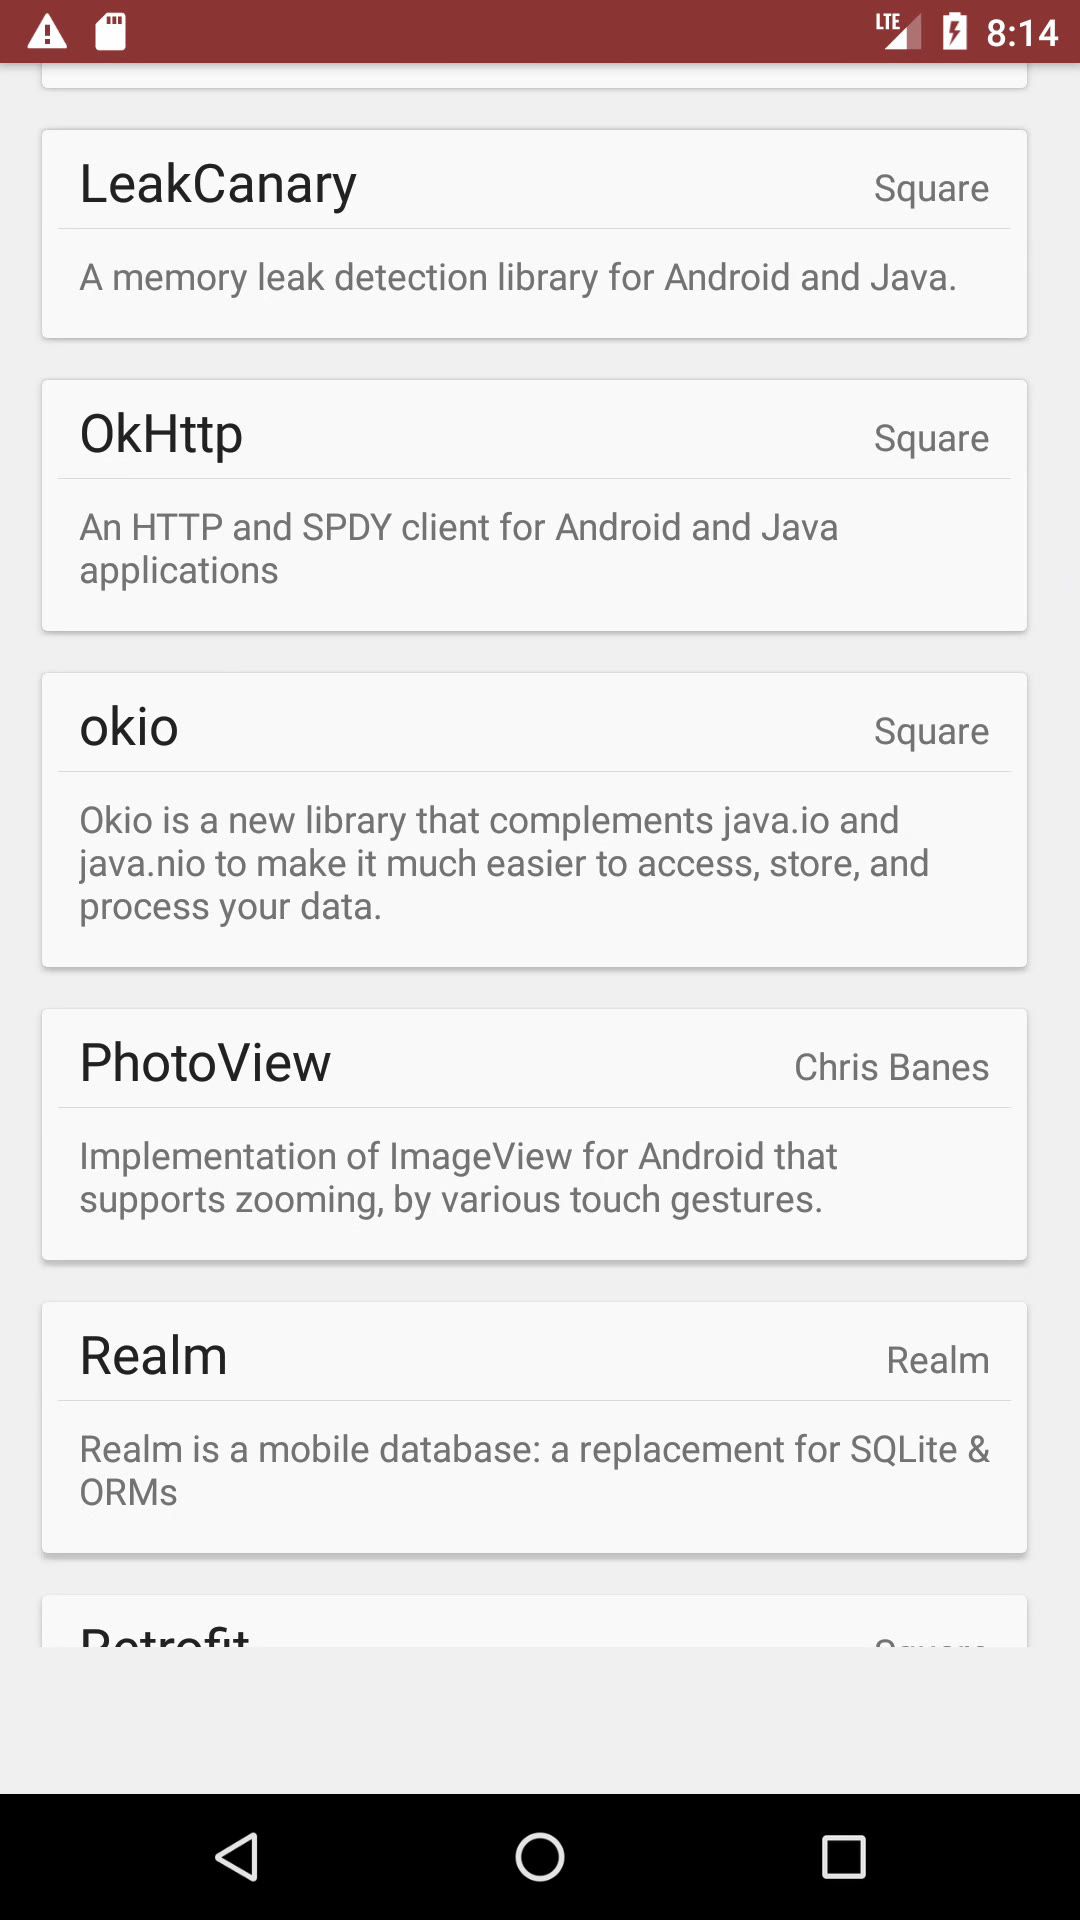 LTE 8:14
LeakCanary Square
A memory leak detection library for Android and Java.
OkHttp Square
An HTTP and SPDY client for Android and Java
applications
okio Square
Okio is a new library that complements java.io and
java.nio to make it much easier to access, store, and
process your data.
PhotoView Chris Banes
Implementation of ImageView for Android that
supports zooming, by various touch gestures.
Realm Realm
Realm is a mobile database: a replacement for SQLite &
ORMs
Retrofit Square